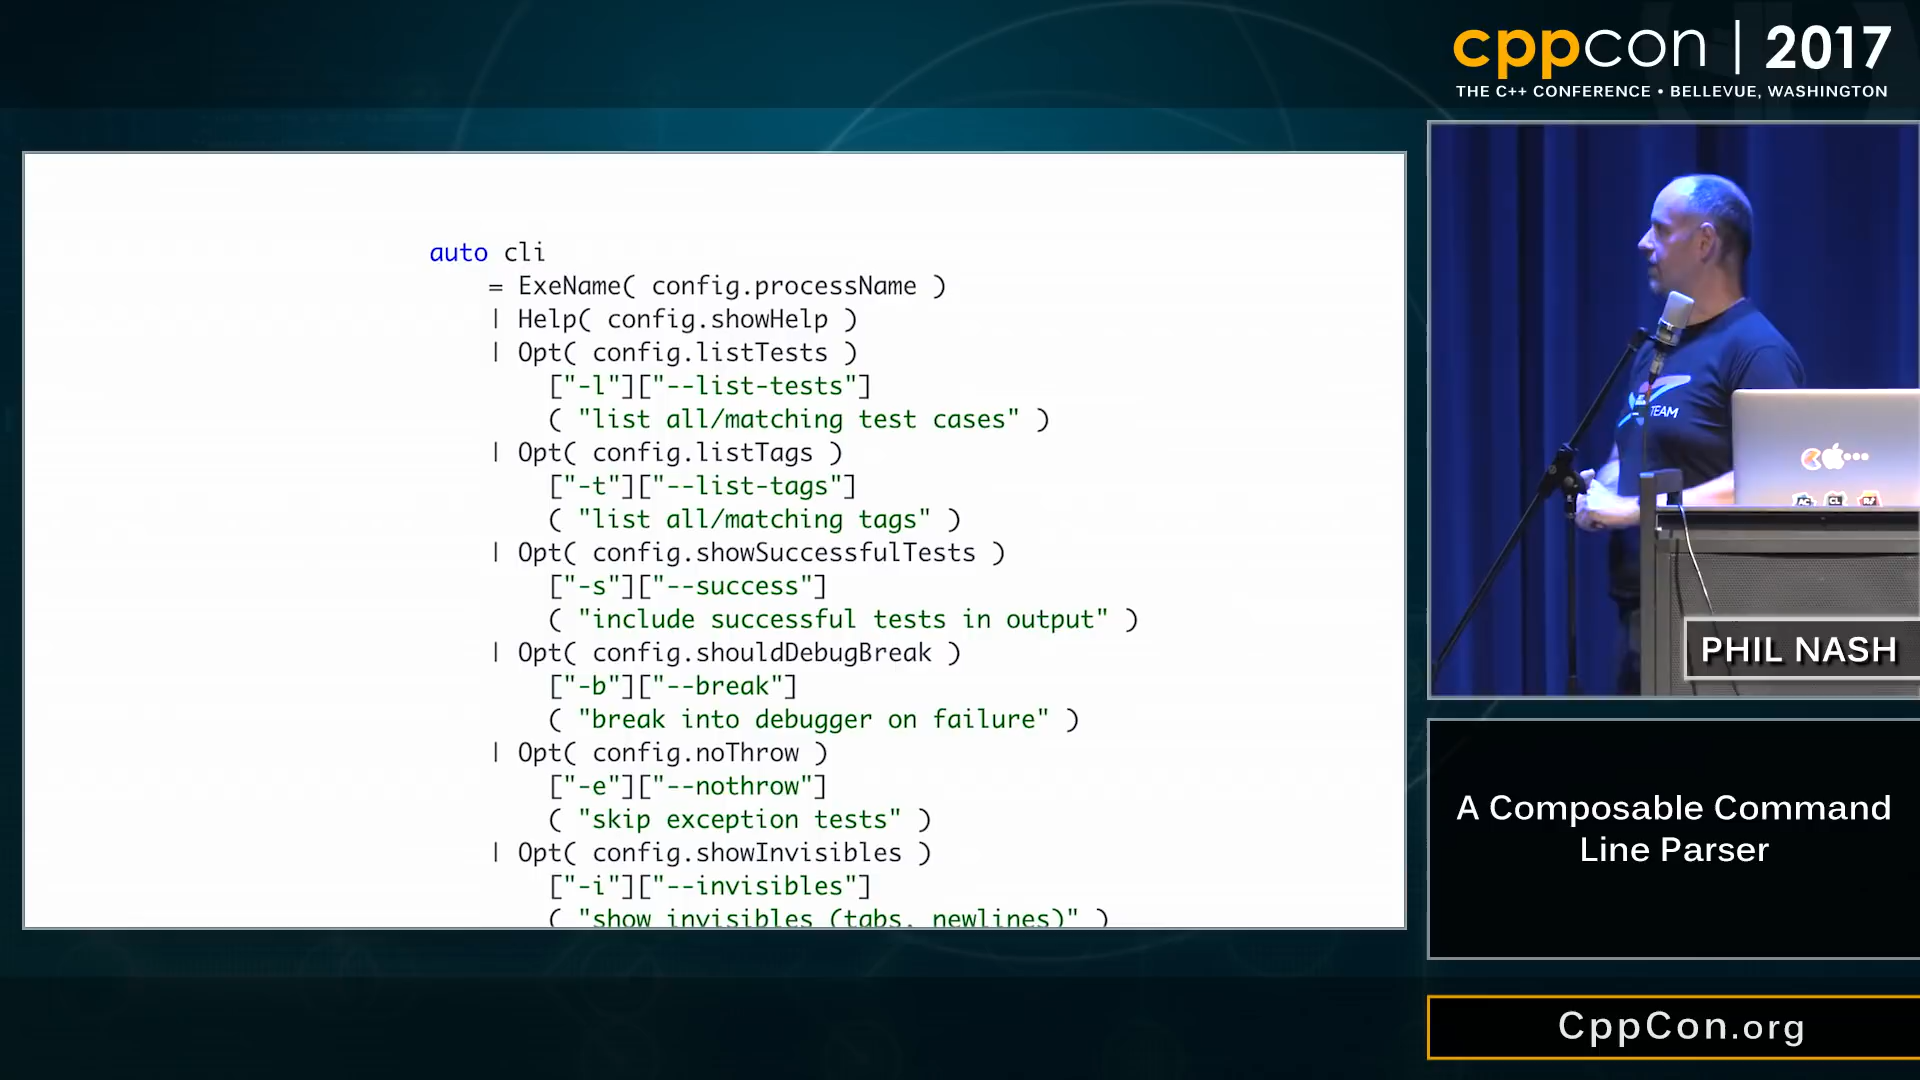 cppcon | 2017
THE C++ CONFERENCE • BELLEVUE, WASHINGTON
auto cli
= ExeName( config.processName )
| Help( config.showHelp )
| Opt( config.listTests )
["-l"]["--list-tests"]
( "list all/matching test cases" )
| Opt( config.listTags )
["-t"]["--list-tags"]
( "list all/matching tags" )
| Opt( config.showSuccessfulTests )
["-s"]["--success"]
( "include successful tests in output" )
| Opt( config.shouldDebugBreak )
["-b"]["--break"]
( "break into debugger on failure" )
| Opt( config.noThrow )
["-e"]["--nothrow"]
( "skip exception tests" )
| Opt( config.showInvisibles )
["-i"]["--invisibles"]
( "show invisibles (tabs, newlines)" )
TEAM
AC
CL
PHIL NASH
A Composable Command
Line Parser
CppCon.org